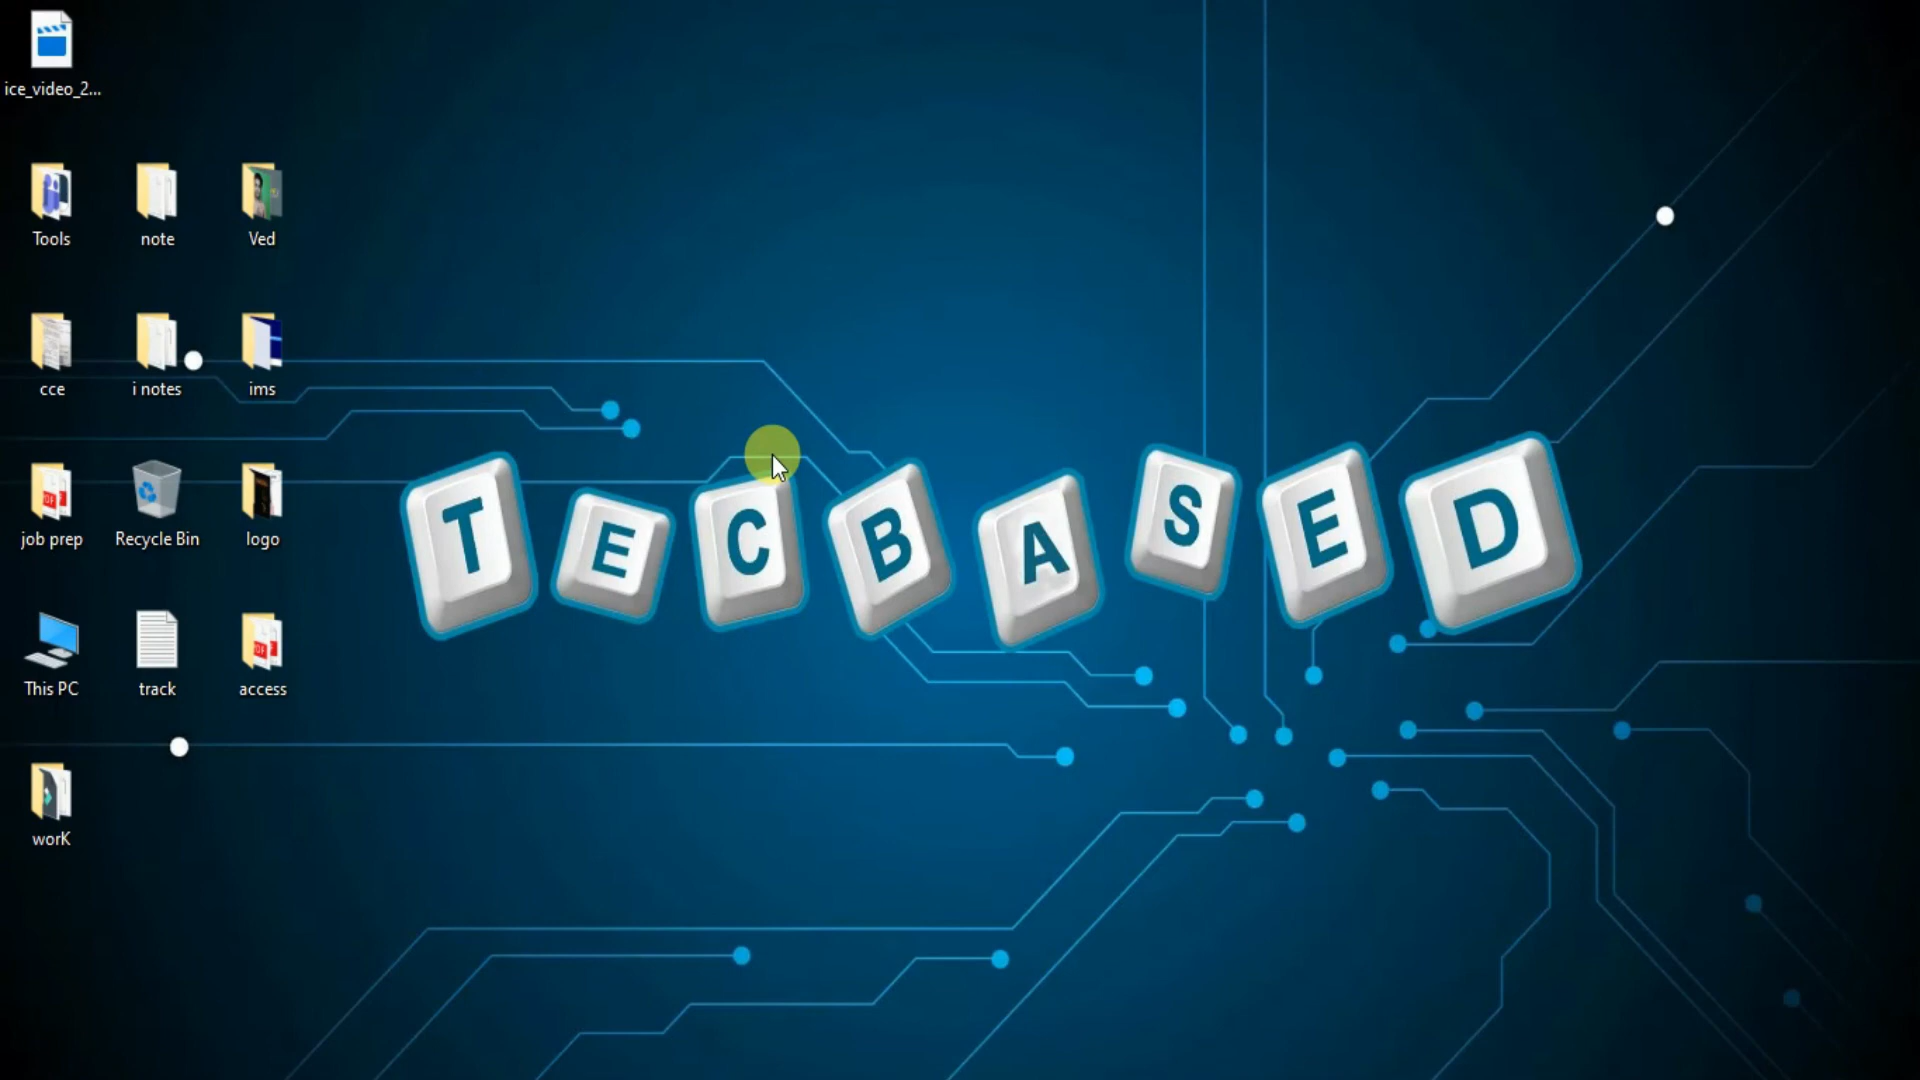 ice_video_2...
Tools
note
Ved
cce
i notes
ims
job prep
Recycle Bin
logo
This PC
track
access
worK
TECBASED